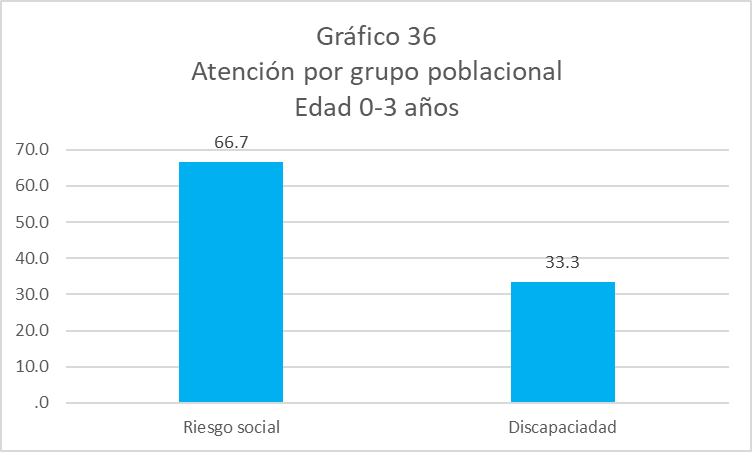 Gráfico 36
Atención por grupo poblacional
Edad 0-3 años
70.0
60.0
50.0
40.0
30.0
20.0
10.0
.0
66.7
33.3
Riesgo social
Discapaciadad